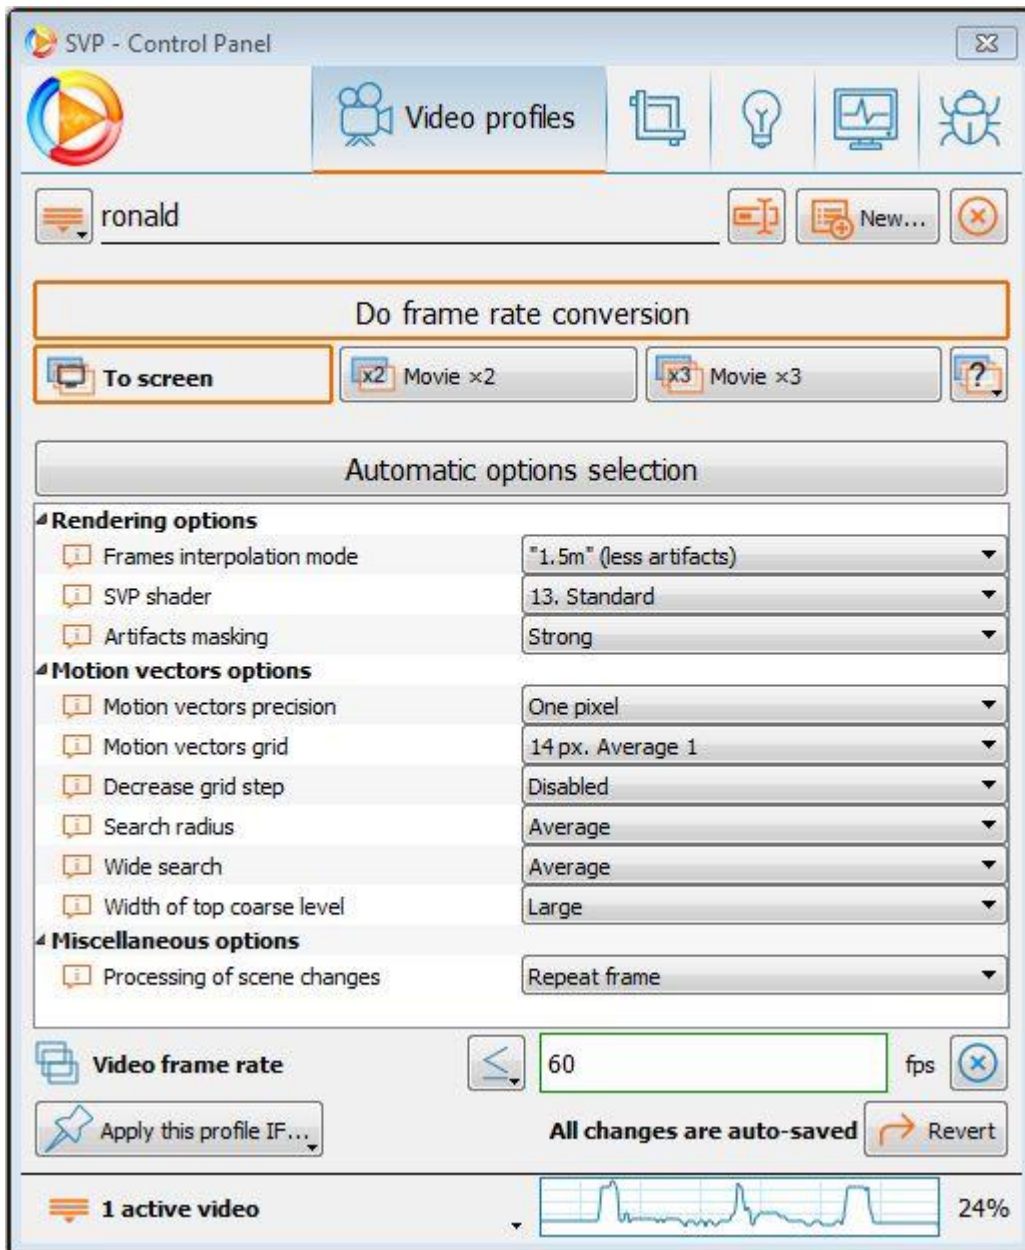 SVP - Control Panel
Video profiles
ronald
New...
Do frame rate conversion
To screen
x2 Movie ×2
x3 Movie ×3
?
Automatic options selection
Rendering options
Frames interpolation mode "1.5m" (less artifacts)
SVP shader 13. Standard
Artifacts masking Strong
Motion vectors options
Motion vectors precision One pixel
Motion vectors grid 14 px. Average 1
Decrease grid step Disabled
Search radius Average
Wide search Average
Width of top coarse level Large
Miscellaneous options
Processing of scene changes Repeat frame
Video frame rate ≤ 60 fps
Apply this profile IF... All changes are auto-saved Revert
1 active video 24%